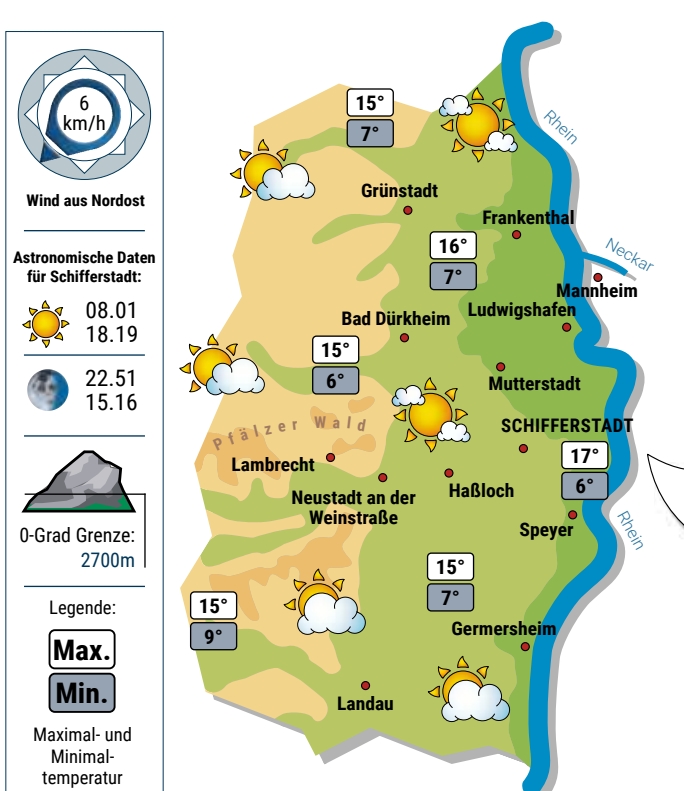 6
km/h
Wind aus Nordost
Astronomische Daten
für Schifferstadt:
08.01
18.19
22.51
15.16
0-Grad Grenze:
2700m
Legende:
Max.
Min.
Maximal- und
Minimal-
temperatur
15°
7°
Rhein
Grünstadt
Frankenthal
16°
7°
Neckar
Mannheim
Ludwigshafen
Bad Dürkheim
15°
6°
Mutterstadt
Pfälzer Wald
SCHIFFERSTADT
17°
6°
Lambrecht
Haßloch
Neustadt an der
Weinstraße
Speyer
Rhein
15°
7°
15°
9°
Germersheim
Landau